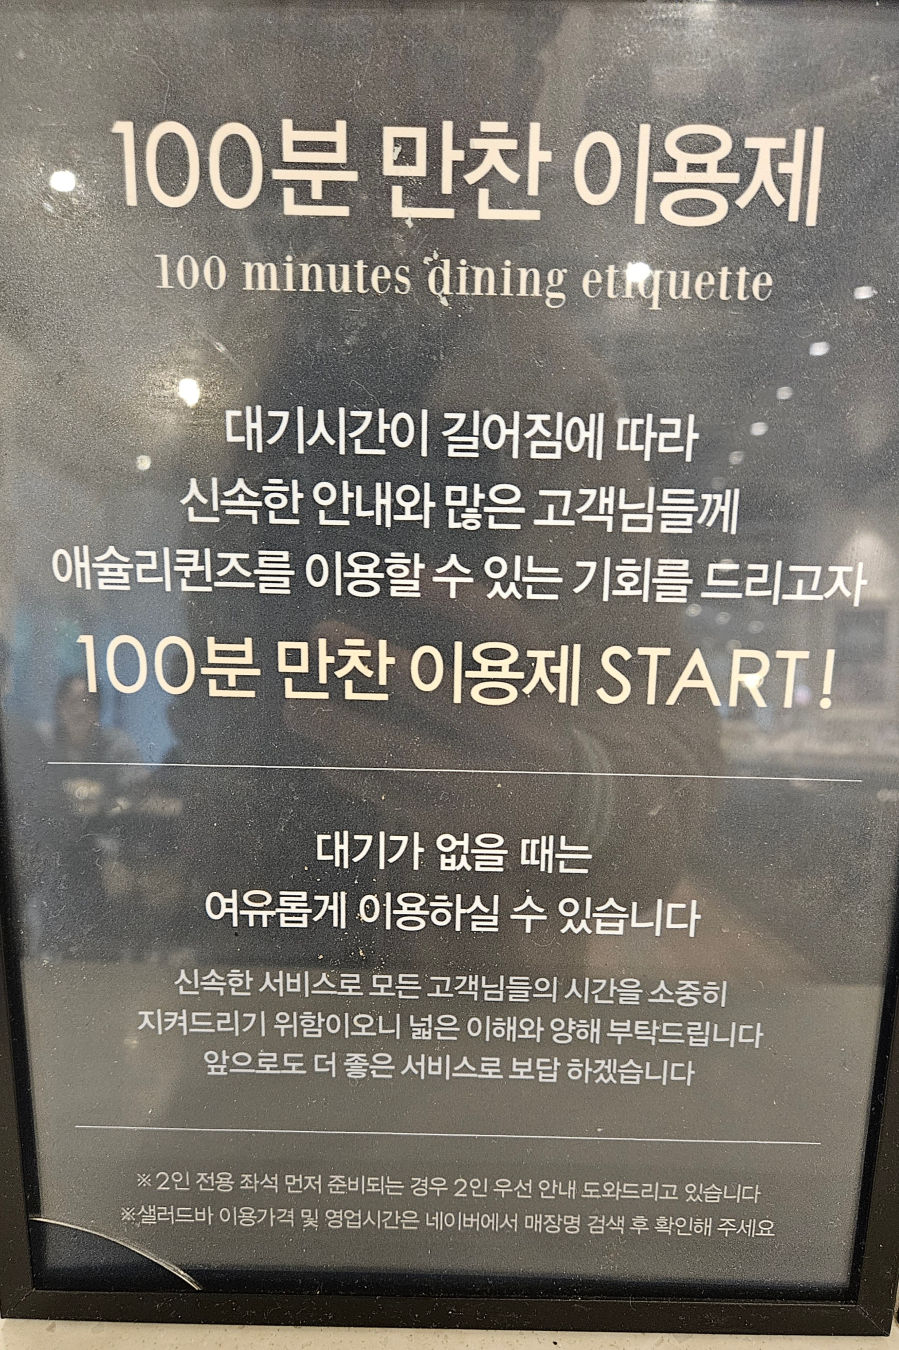 100분 만찬 이용제
100 minutes dining etiquette
대기시간이 길어짐에 따라
신속한 안내와 많은 고객님들께
애슐리퀸즈를 이용할 수 있는 기회를 드리고자
100분 만찬 이용제 START!
대기가 없을 때는
여유롭게 이용하실 수 있습니다
신속한 서비스로 모든 고객님들의 시간을 소중히
지켜드리기 위함이오니 넓은 이해와 양해 부탁드립니다
앞으로도 더 좋은 서비스로 보답 하겠습니다
※ 2인 전용 좌석 먼저 준비되는 경우 2인 우선 안내 도와드리고 있습니다
※샐러드바 이용가격 및 영업시간은 네이버에서 매장명 검색 후 확인해 주세요